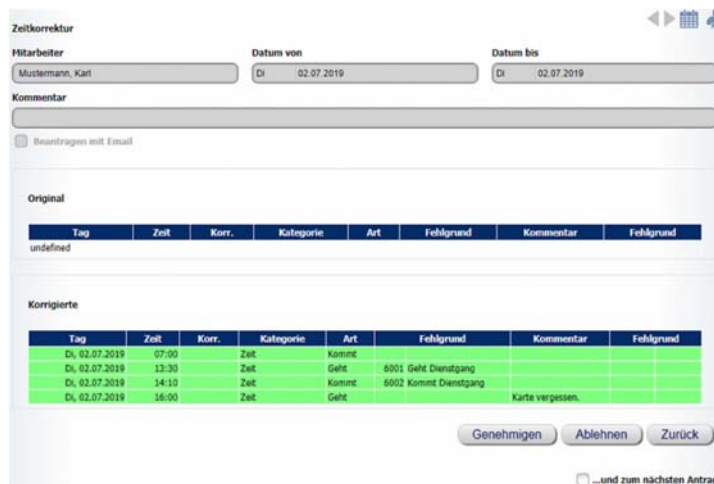 Zeitkorrektur
Mitarbeiter Datum von Datum bis
Mustermann, Karl Di 02.07.2019 Di 02.07.2019
Kommentar
Beantragen mit Email
Original
Tag Zeit Korr. Kategorie Art Fehlgrund Kommentar Fehlgrund
undefined
Korrigierte
Tag Zeit Korr. Kategorie Art Fehlgrund Kommentar Fehlgrund
Di, 02.07.2019 07:00 Zeit Kommt
Di, 02.07.2019 13:30 Zeit Geht 6001 Geht Dienstgang
Di, 02.07.2019 14:10 Zeit Kommt 6002 Kommt Dienstgang
Di, 02.07.2019 16:00 Zeit Geht Karte vergessen.
Genehmigen Ablehnen Zurück
...und zum nächsten Antrag